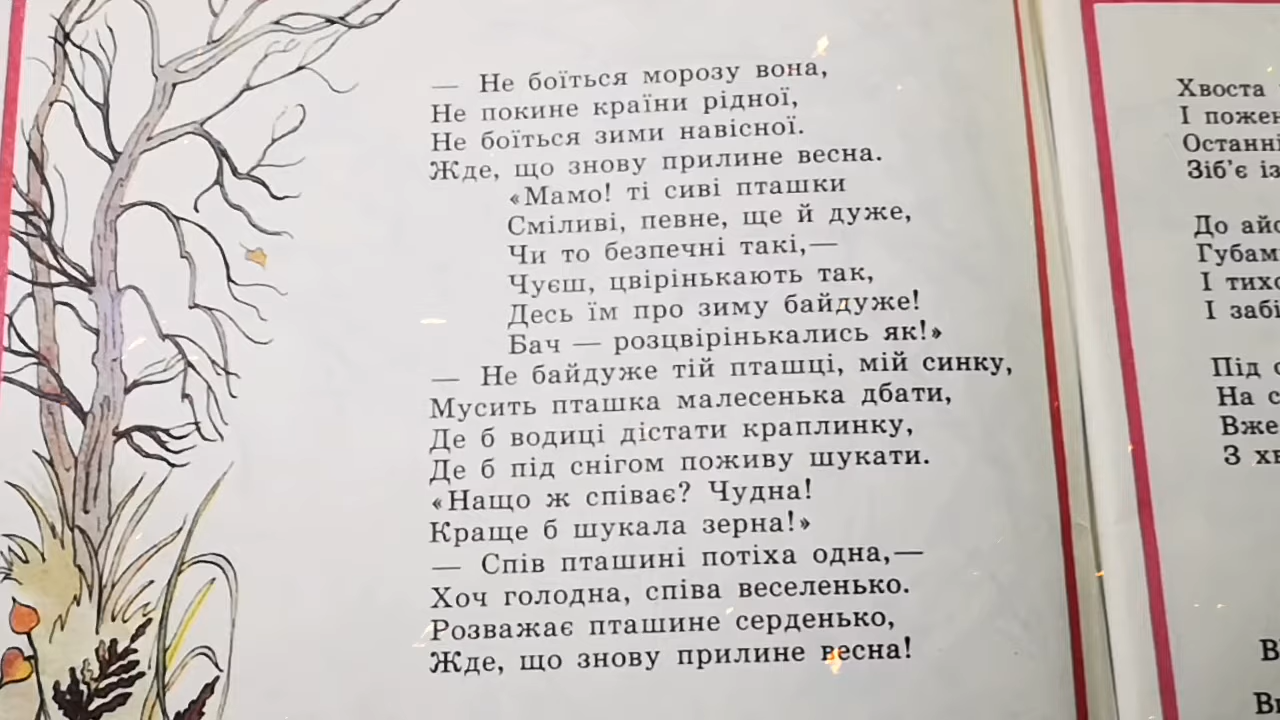 — Не боїться морозу вона,
Не покине країни рідної,
Не боїться зими навісної.
Жде, що знову прилине весна.
«Мамо! ті сиві пташки
Сміливі, певне, ще й дуже,
Чи то безпечні такі,—
Чуєш, цвірінькають так,
Десь їм про зиму байдуже!
Бач — розцвірінькались як!»
— Не байдуже тій пташці, мій синку,
Мусить пташка малесенька дбати,
Де б водиці дістати краплинку,
Де б під снігом поживу шукати.
«Нащо ж співає? Чудна!
Краще б шукала зерна!»
— Спів пташині потіха одна,—
Хоч голодна, співа веселенько.
Розважає пташине серденько,
Жде, що знову прилине весна!
Хвоста
І
Зіб'є із
До
І
І
Під
На
Вже
З